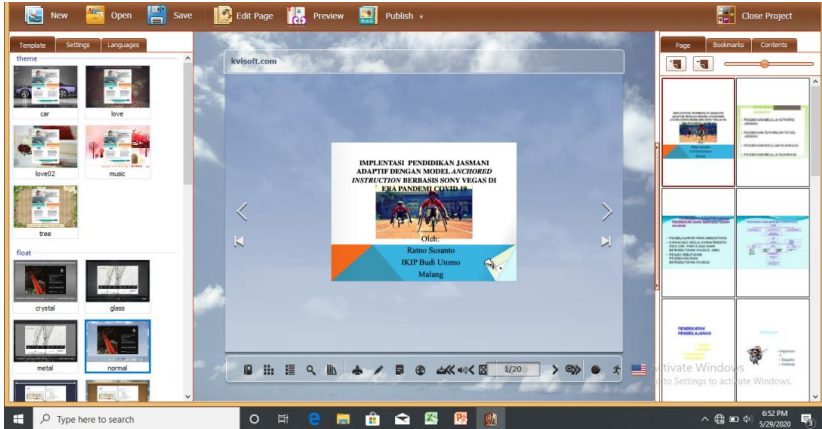 New Open Save Edit Page Preview Publish Close Project
Template Settings Languages
theme
car love
love02 music
tree
float
crystal glass
metal normal
kvisoft.com
IMPLENTASI PENDIDIKAN JASMANI
ADAPTIF DENGAN MODEL ANCHORED
INSTRUCTION BERBASIS SONY VEGAS DI
ERA PANDEMI COVID 19
Oleh:
Ratno Susanto
IKIP Budi Utomo
Malang
1/20
Page Bookmarks Contents
PENDEKATAN
PEMBELAJARAN
Activate Windows
Go to Settings to activate Windows.
Type here to search
6:52 PM
5/29/2020